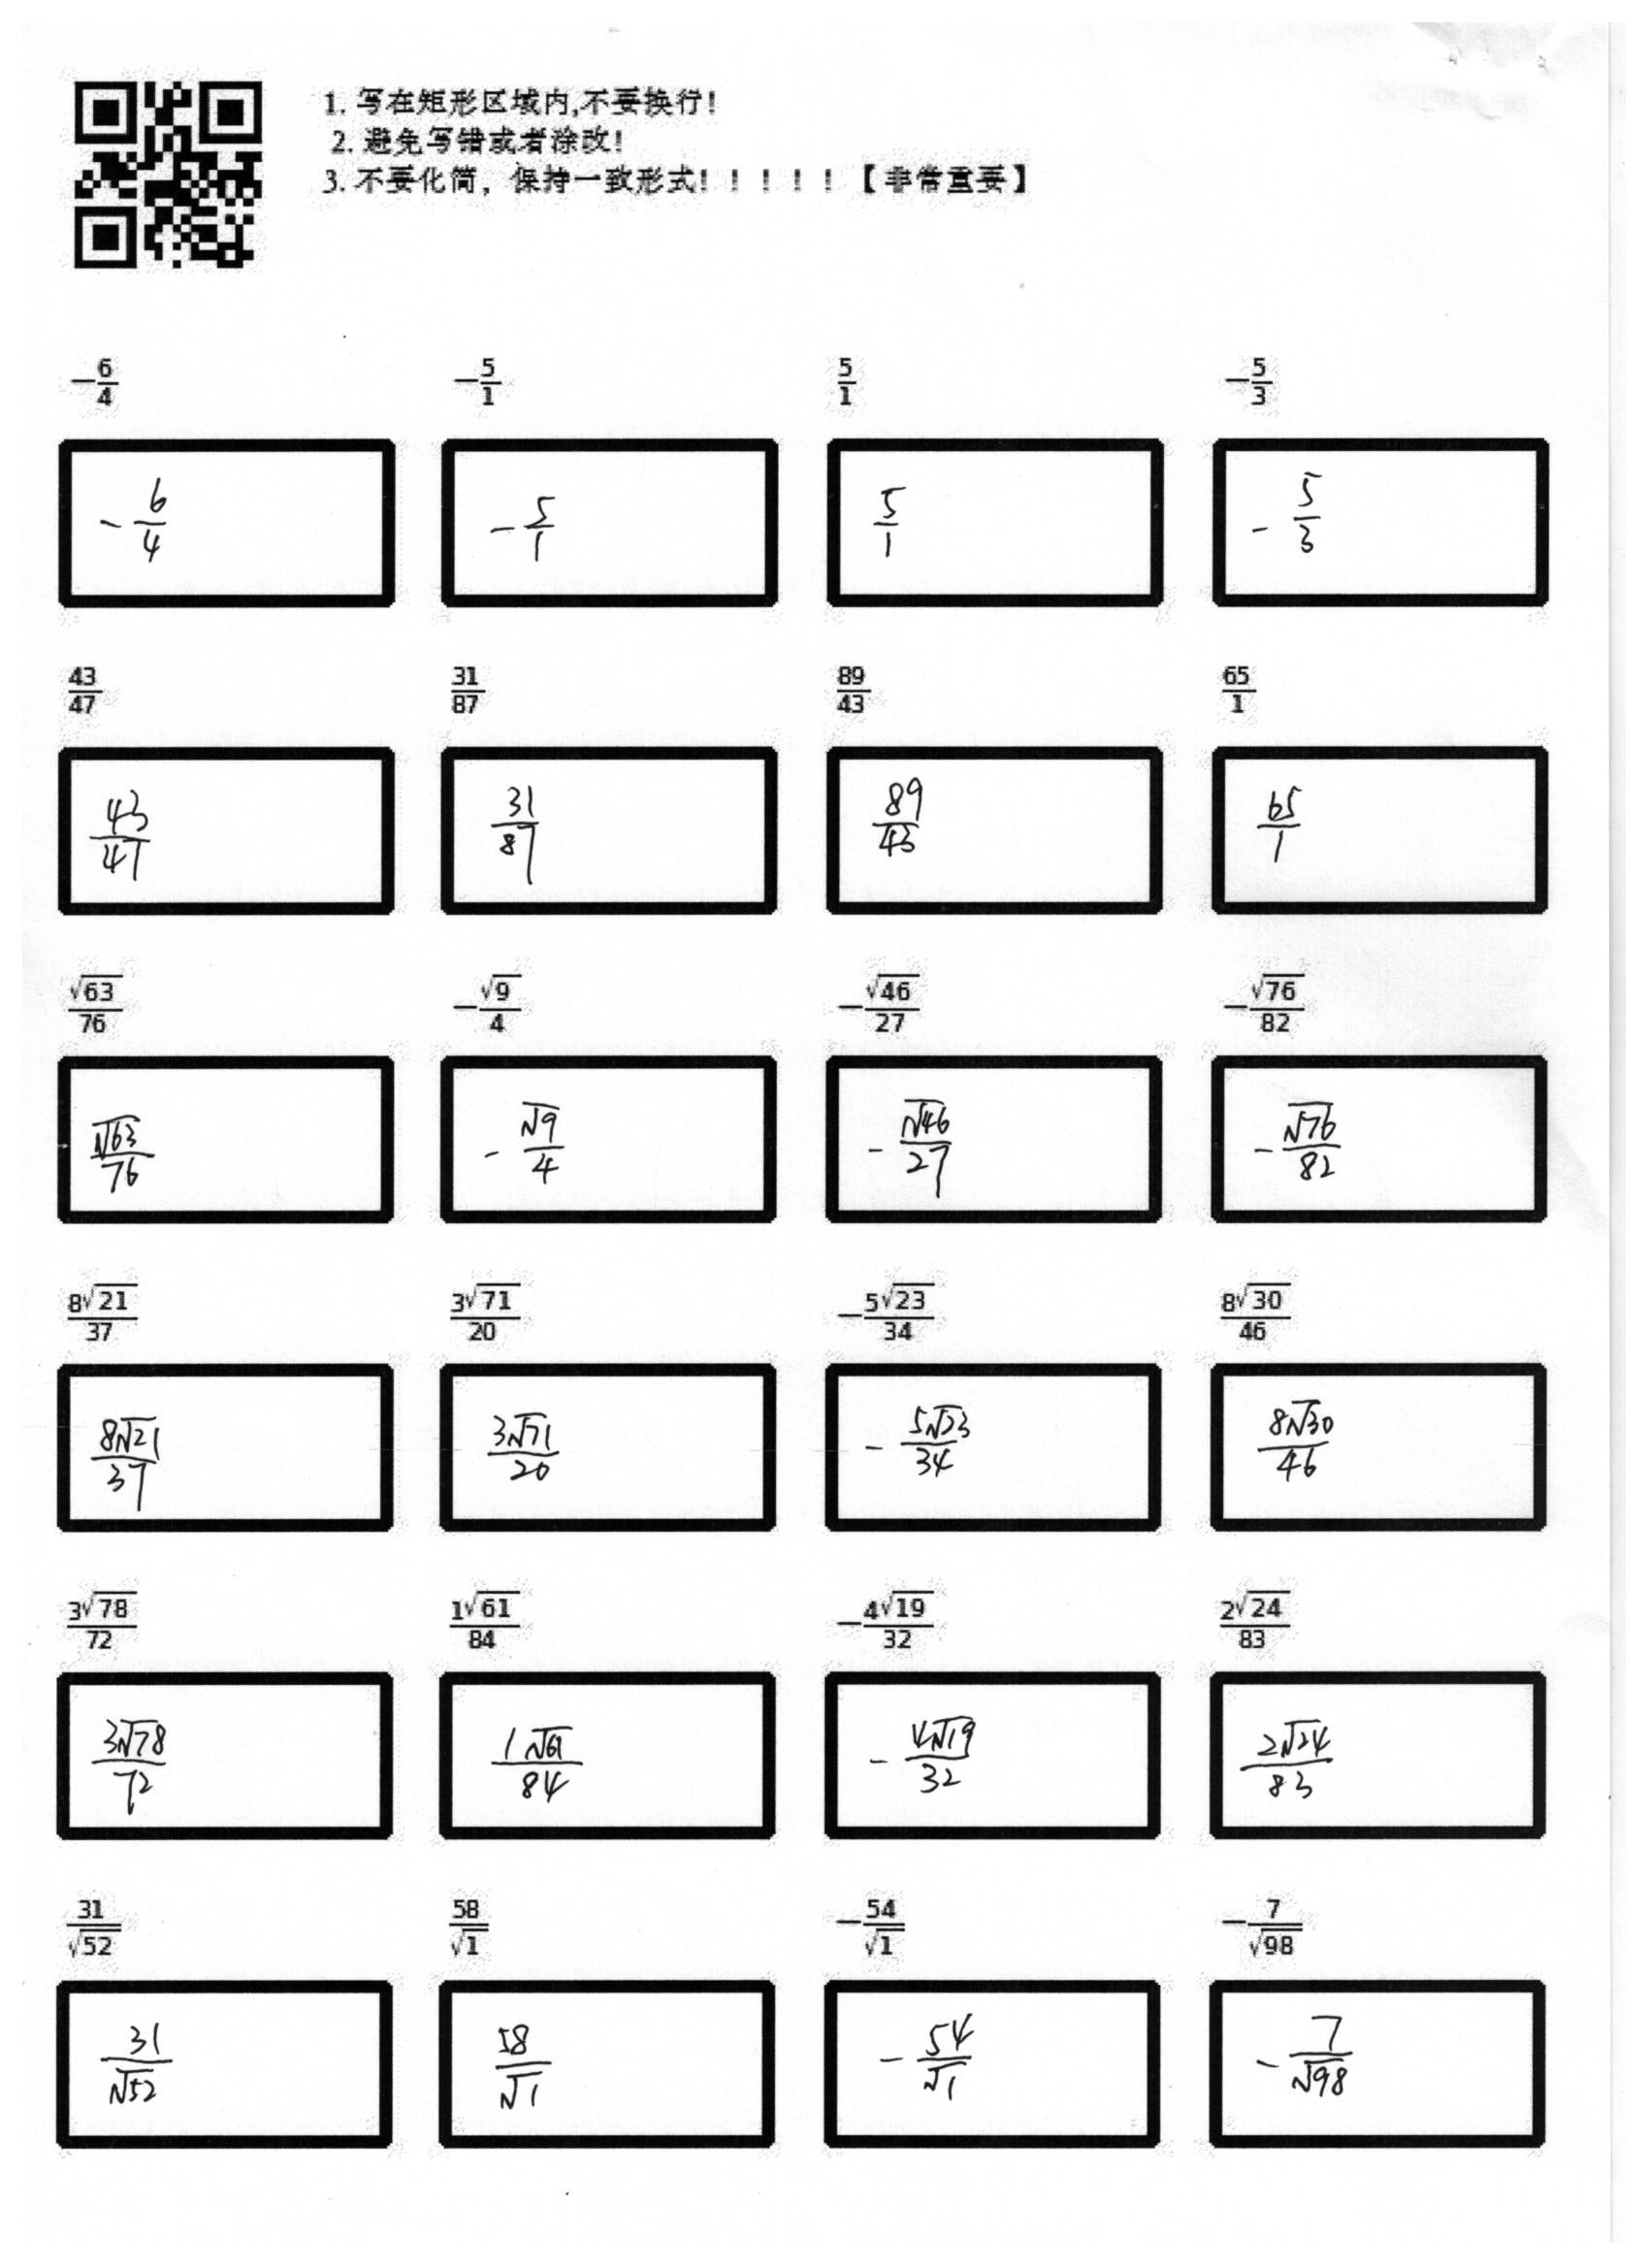 1. 写在矩形区域内,不要换行!
2. 避免写错或者涂改!
3. 不要化简，保持一致形式! ! ! ! !【非常重要】
$-\frac{6}{4}$ $-\frac{5}{1}$ $\frac{5}{1}$ $-\frac{5}{3}$
$-\frac{6}{4}$ $-\frac{5}{1}$ $\frac{5}{1}$ $-\frac{5}{3}$
$\frac{43}{47}$ $\frac{31}{87}$ $\frac{89}{43}$ $\frac{65}{1}$
$\frac{43}{47}$ $\frac{31}{87}$ $\frac{89}{43}$ $\frac{65}{1}$
$\frac{\sqrt{63}}{76}$ $-\frac{\sqrt{9}}{4}$ $-\frac{\sqrt{46}}{27}$ $-\frac{\sqrt{76}}{82}$
$\frac{\sqrt{63}}{76}$ $-\frac{\sqrt{9}}{4}$ $-\frac{\sqrt{46}}{27}$ $-\frac{\sqrt{76}}{82}$
$\frac{8\sqrt{21}}{37}$ $\frac{3\sqrt{71}}{20}$ $-\frac{5\sqrt{23}}{34}$ $\frac{8\sqrt{30}}{46}$
$\frac{8\sqrt{21}}{37}$ $\frac{3\sqrt{71}}{20}$ $-\frac{5\sqrt{23}}{34}$ $\frac{8\sqrt{30}}{46}$
$\frac{3\sqrt{78}}{72}$ $\frac{1\sqrt{61}}{84}$ $-\frac{4\sqrt{19}}{32}$ $\frac{2\sqrt{24}}{83}$
$\frac{3\sqrt{78}}{72}$ $\frac{1\sqrt{61}}{84}$ $-\frac{4\sqrt{19}}{32}$ $\frac{2\sqrt{24}}{83}$
$\frac{31}{\sqrt{52}}$ $\frac{58}{\sqrt{1}}$ $-\frac{54}{\sqrt{1}}$ $-\frac{7}{\sqrt{98}}$
$\frac{31}{\sqrt{52}}$ $\frac{58}{\sqrt{1}}$ $-\frac{54}{\sqrt{1}}$ $-\frac{7}{\sqrt{98}}$